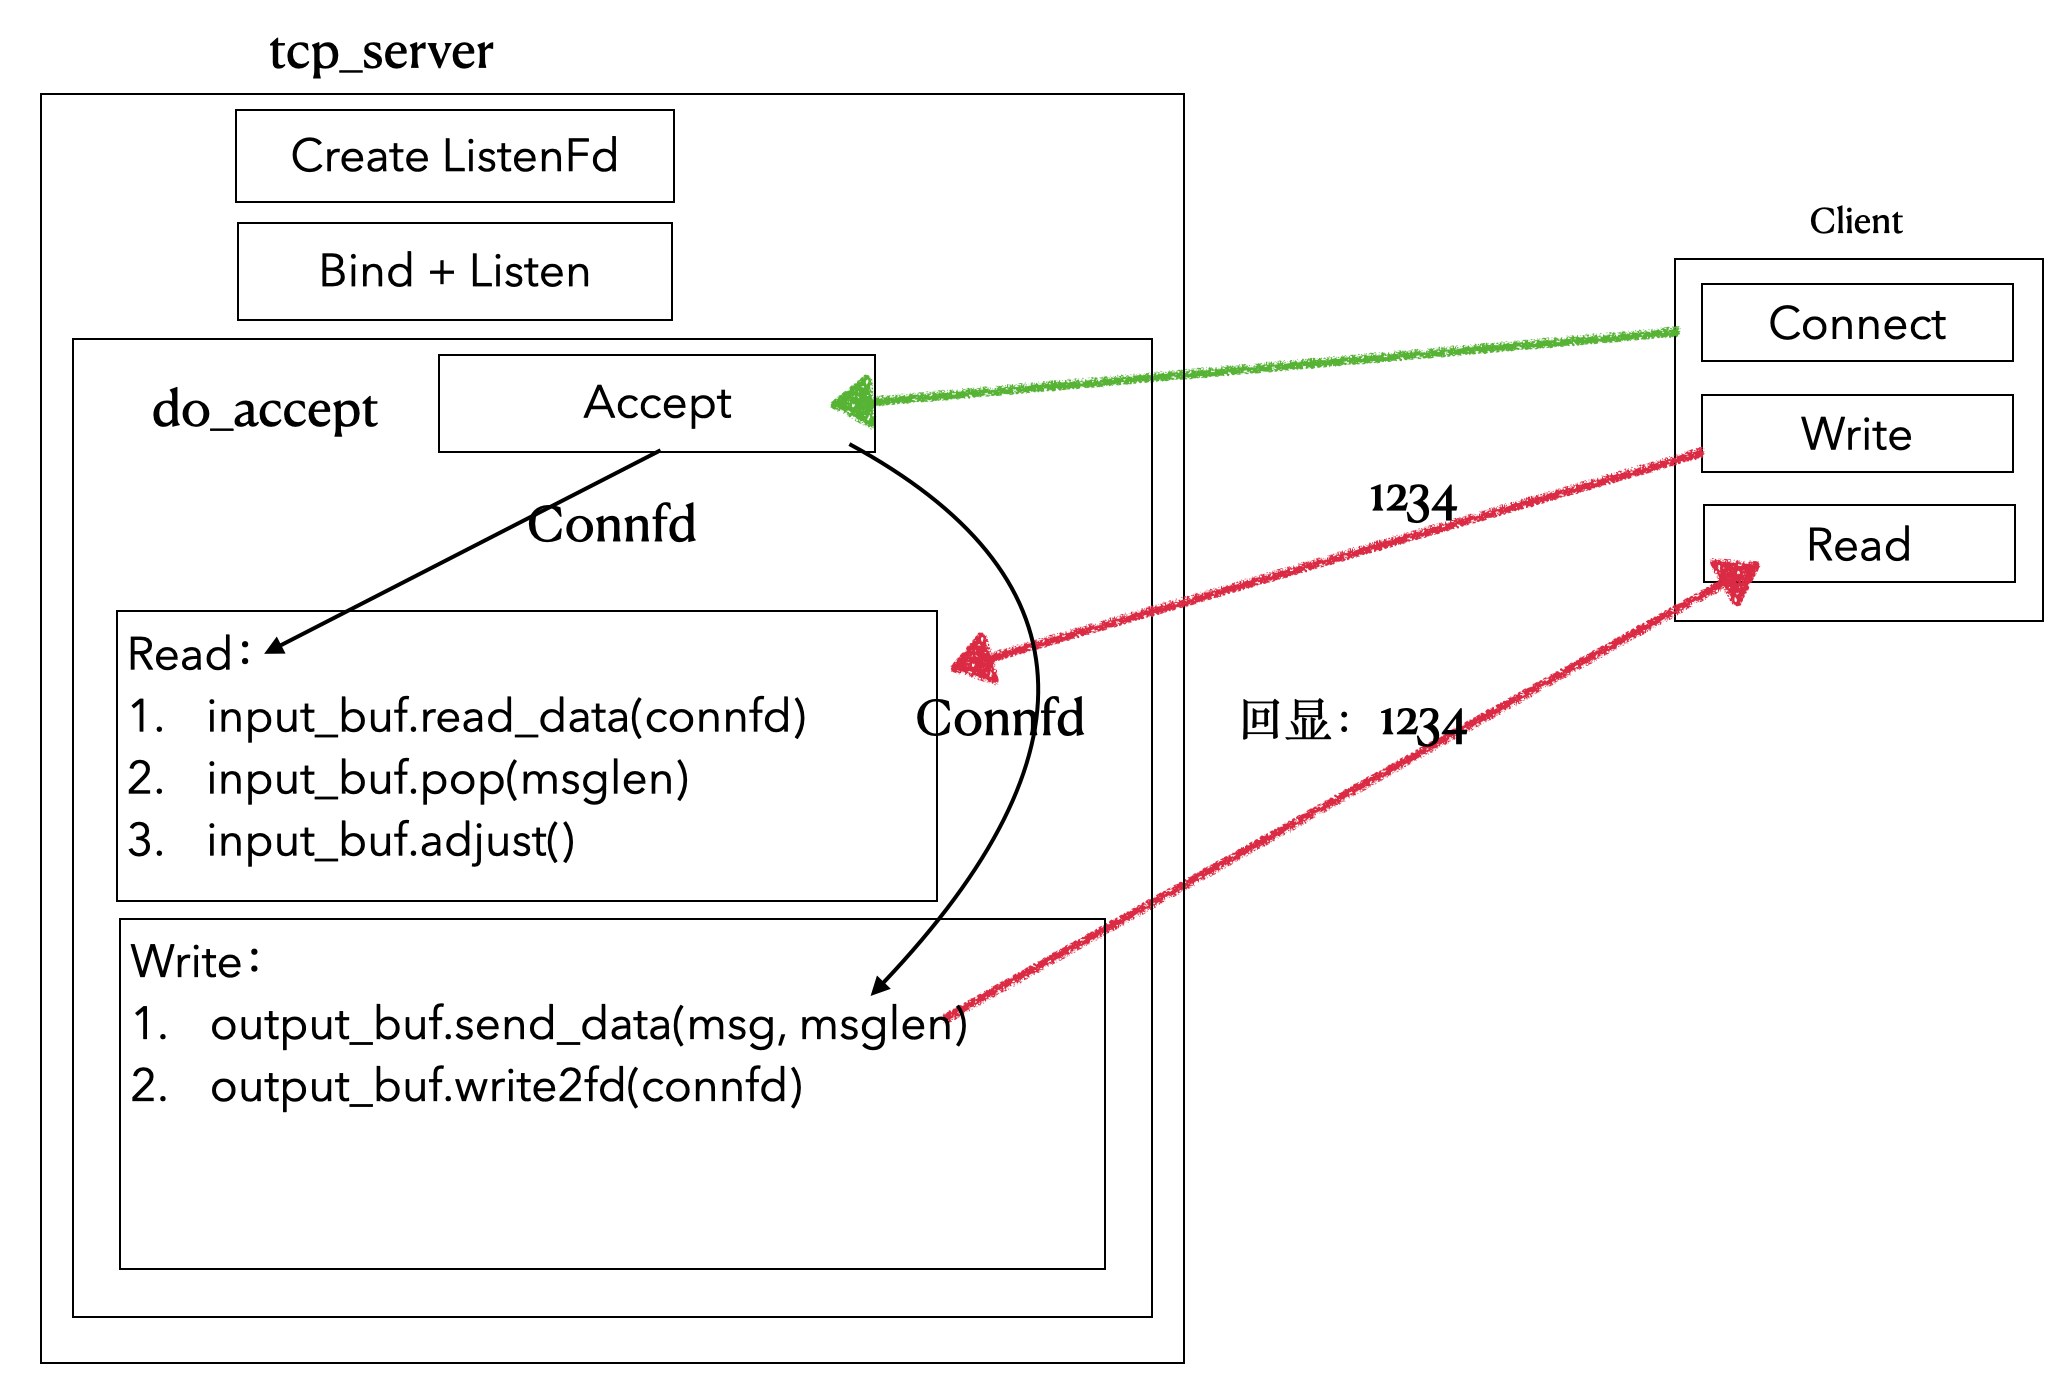 tcp_server
Create ListenFd
Bind + Listen
do_accept
Accept
Connfd
Read：
1. input_buf.read_data(connfd)
2. input_buf.pop(msglen)
3. input_buf.adjust()
Connfd
Write：
1. output_buf.send_data(msg, msglen)
2. output_buf.write2fd(connfd)
Client
Connect
Write
Read
1234
回显：1234